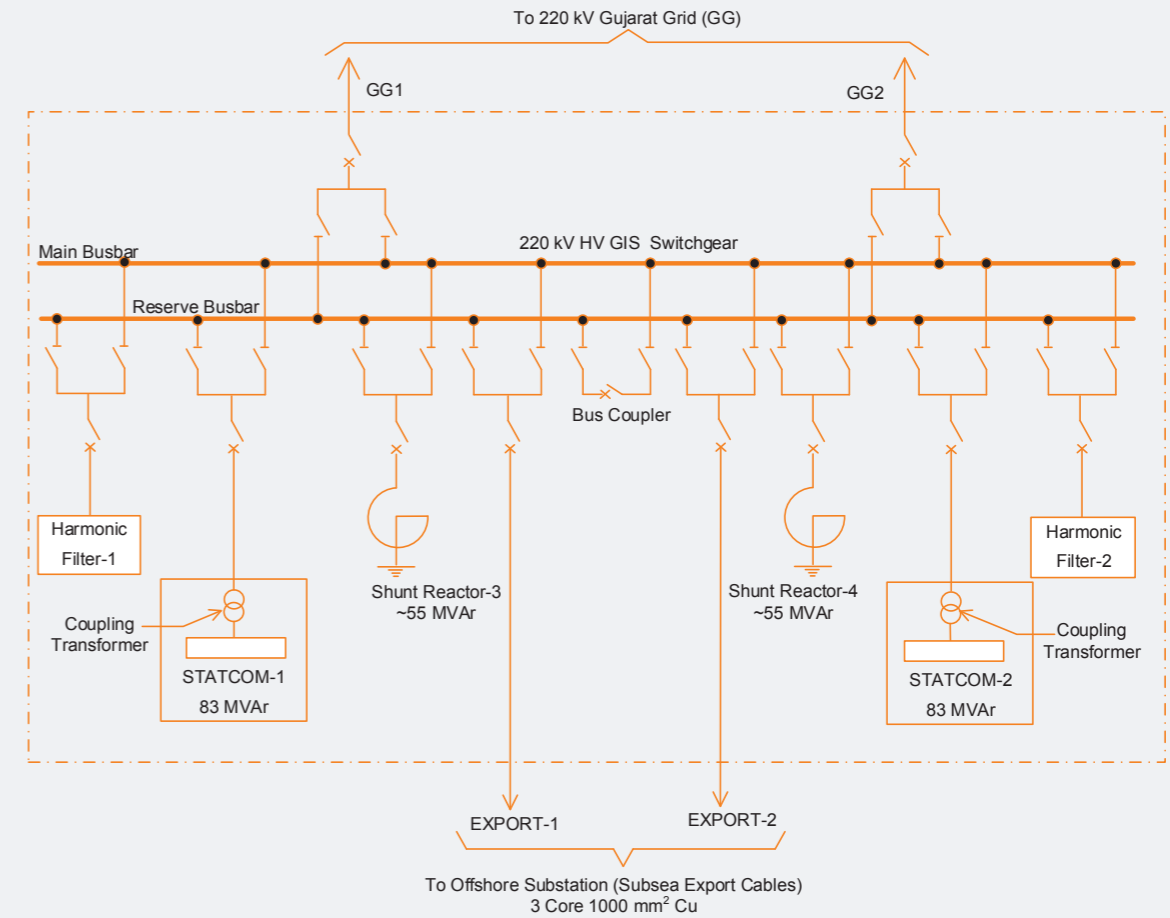 To 220 kV Gujarat Grid (GG)
GG1
GG2
220 kV HV GIS Switchgear
Main Busbar
Reserve Busbar
Bus Coupler
Harmonic
Filter-1
Coupling
Transformer
STATCOM-1
83 MVAr
Shunt Reactor-3
~55 MVAr
Shunt Reactor-4
~55 MVAr
Harmonic
Filter-2
Coupling
Transformer
STATCOM-2
83 MVAr
EXPORT-1
EXPORT-2
To Offshore Substation (Subsea Export Cables)
3 Core 1000 mm² Cu